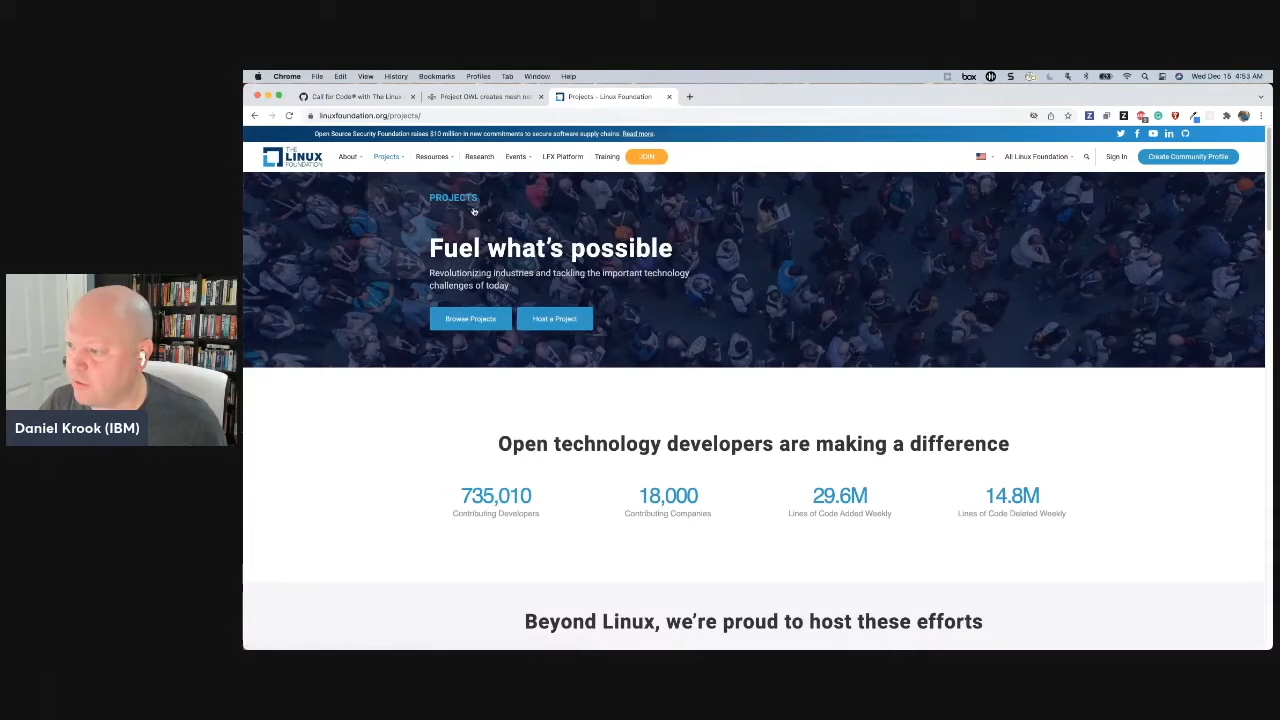 Chrome File Edit View History Bookmarks Profiles Tab Window Help
box
Wed Dec 15 4:53 AM
Call for Code® with The Linux
Project OWL creates mesh net
Projects - Linux Foundation
linuxfoundation.org/projects/
Open Source Security Foundation raises $10 million in new commitments to secure software supply chains. Read more.
THE LINUX FOUNDATION
About Projects Resources Research Events LFX Platform Training JOIN
All Linux Foundation Sign In Create Community Profile
PROJECTS
Fuel what's possible
Revolutionizing industries and tackling the important technology
challenges of today
Browse Projects Host a Project
Daniel Krook (IBM)
Open technology developers are making a difference
735,010 18,000 29.6M 14.8M
Contributing Developers Contributing Companies Lines of Code Added Weekly Lines of Code Deleted Weekly
Beyond Linux, we're proud to host these efforts